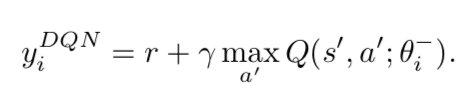 y_i^{DQN} = r + γ max_{a'} Q(s', a'; θ_i^-).